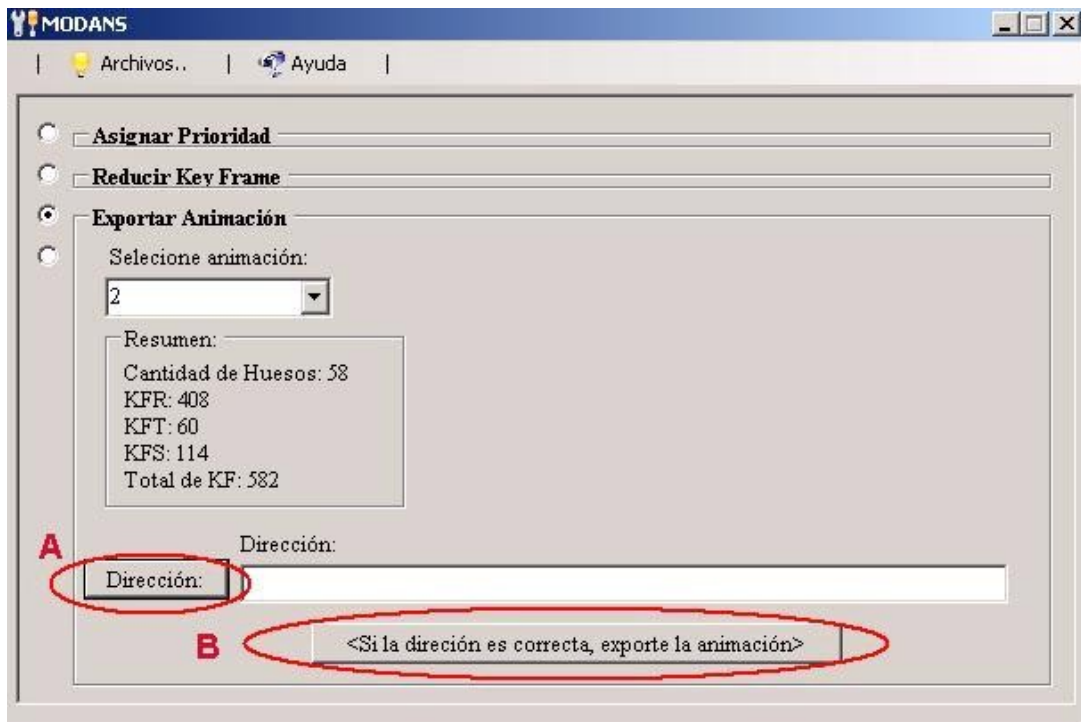 MODANS
| Archivos.. | Ayuda |
Asignar Prioridad
Reducir Key Frame
Exportar Animación
Selecione animación:
2
Resumen:
Cantidad de Huesos: 58
KFR: 408
KFT: 60
KFS: 114
Total de KF: 582
A
Dirección:
Dirección:
B
<Si la direción es correcta, exporte la animación>